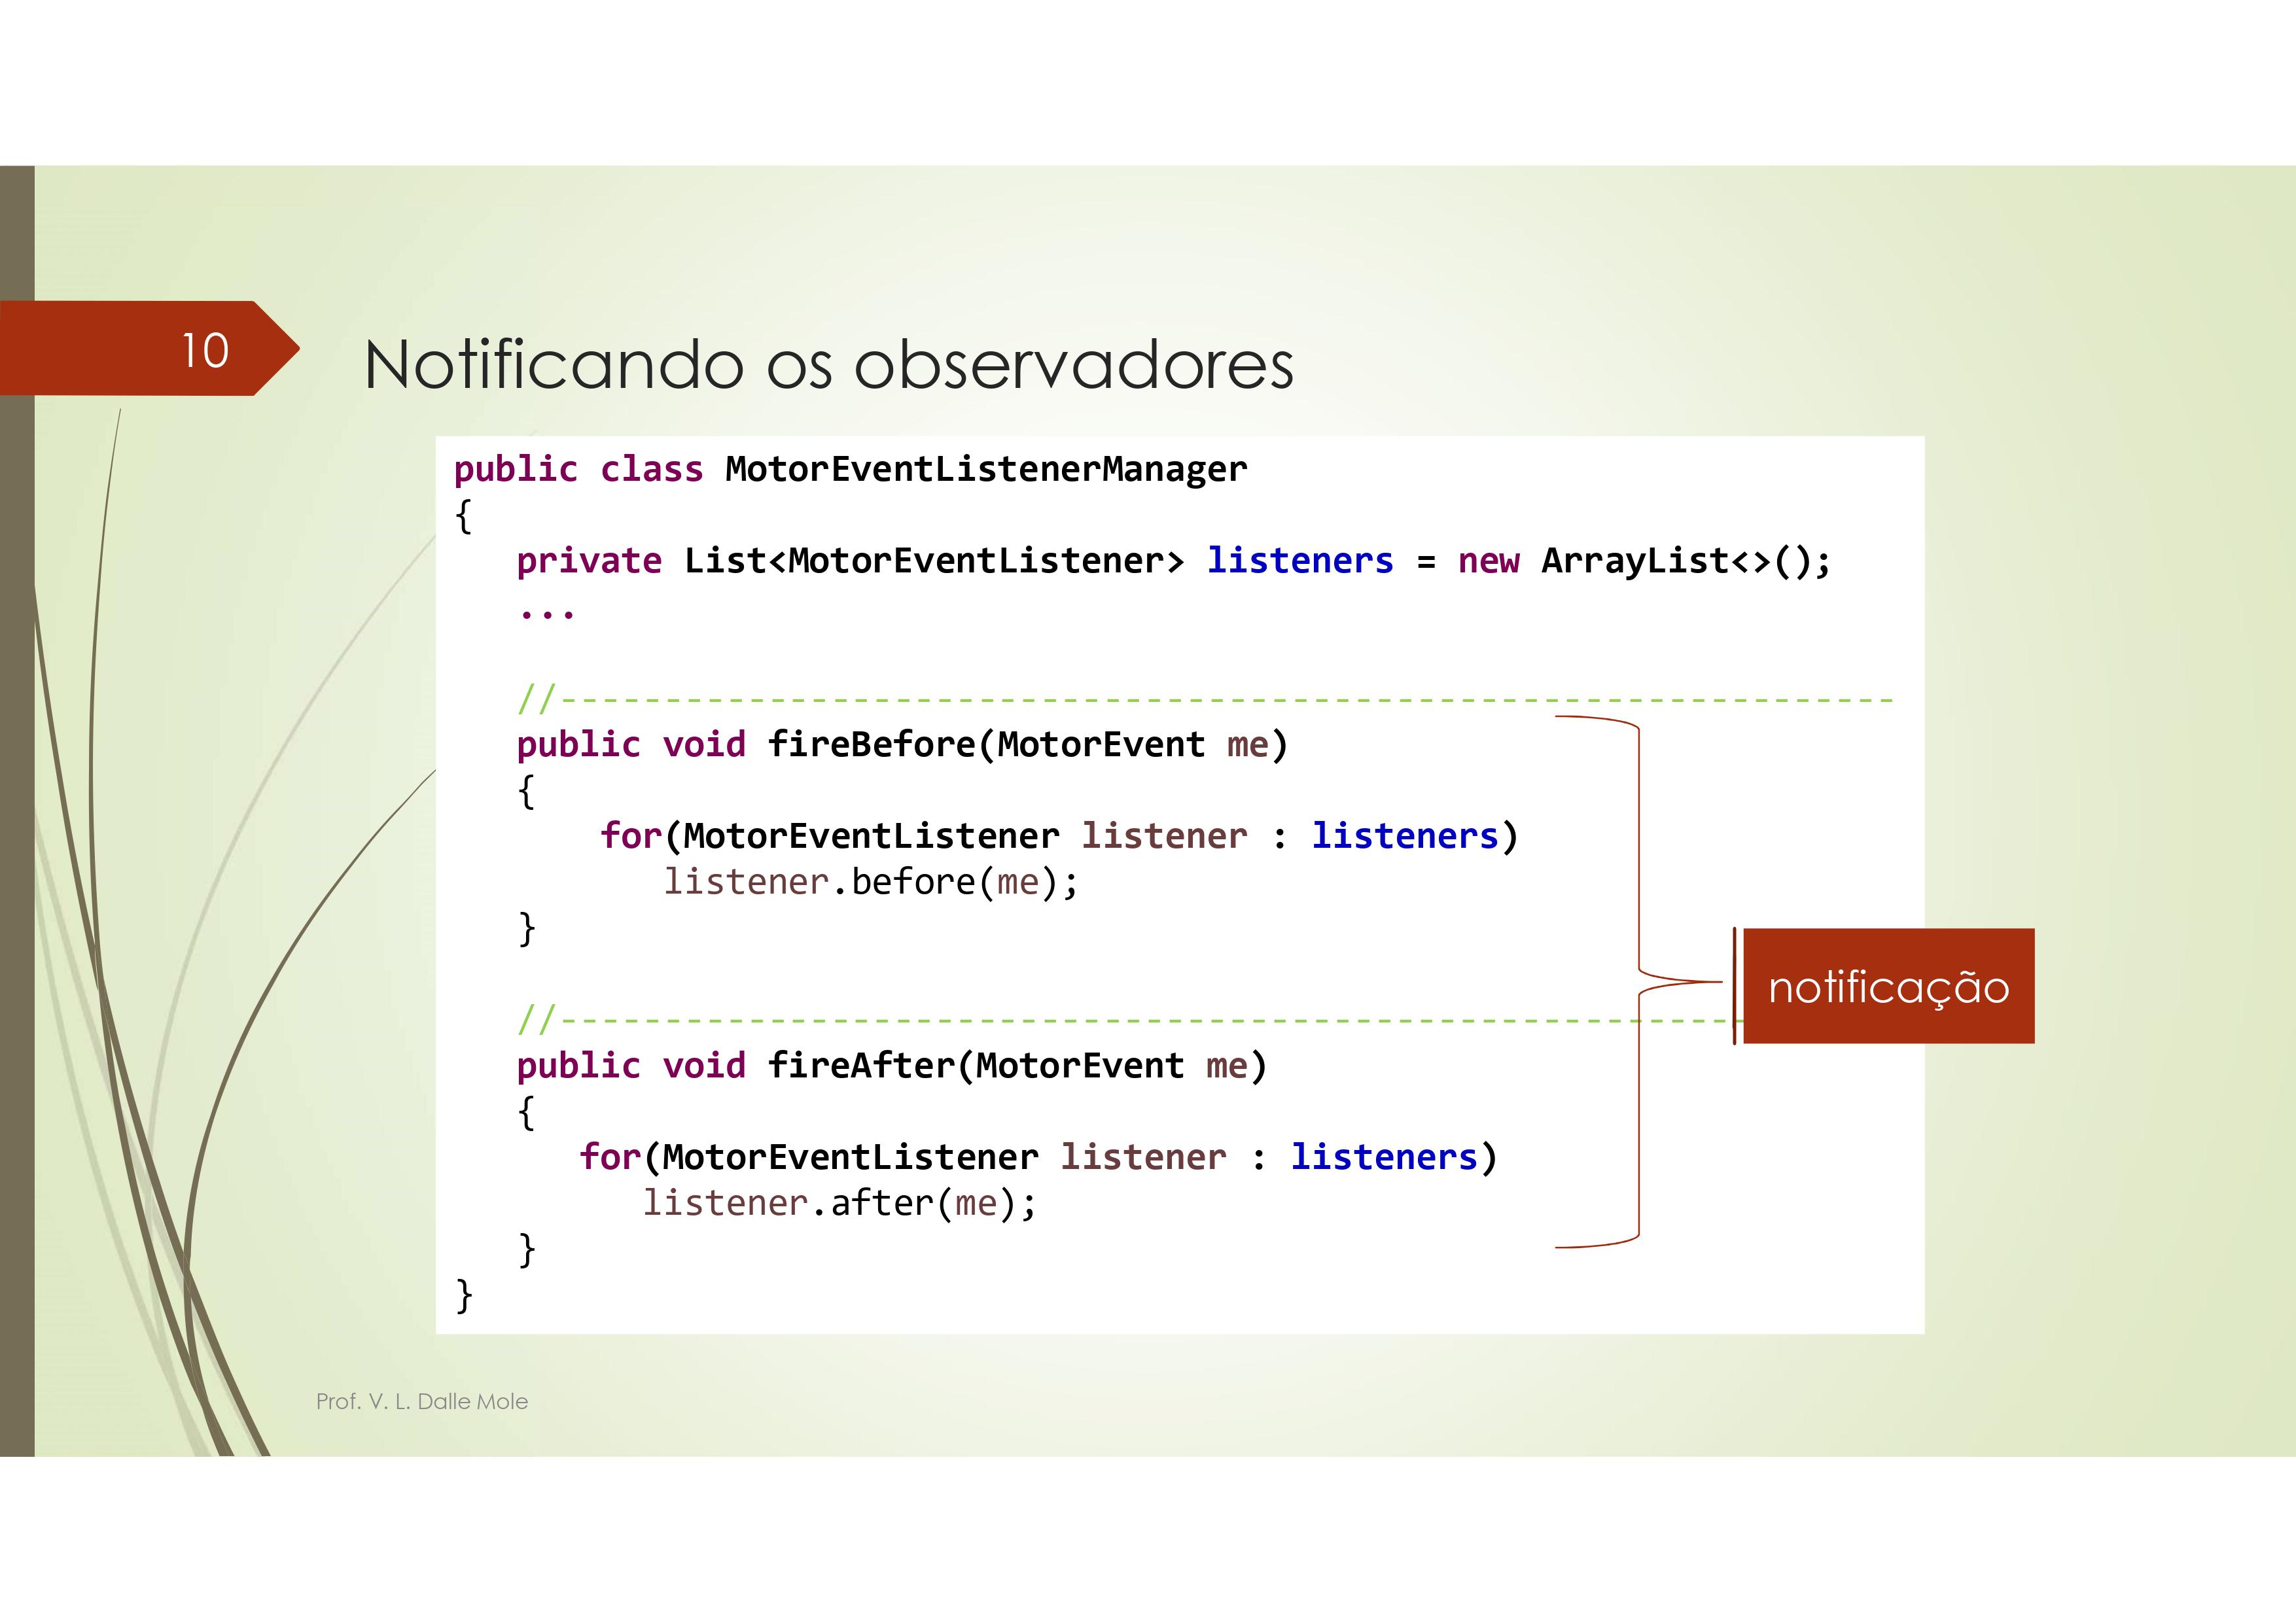 10
Notificando os observadores
public class MotorEventListenerManager
{
private List<MotorEventListener> listeners = new ArrayList<>();
...
//----------------------------------------------------------------
public void fireBefore(MotorEvent me)
{
for(MotorEventListener listener : listeners)
listener.before(me);
}
notificação
//---------------------------------------------------------
public void fireAfter(MotorEvent me)
{
for(MotorEventListener listener : listeners)
listener.after(me);
}
}
Prof. V. L. Dalle Mole